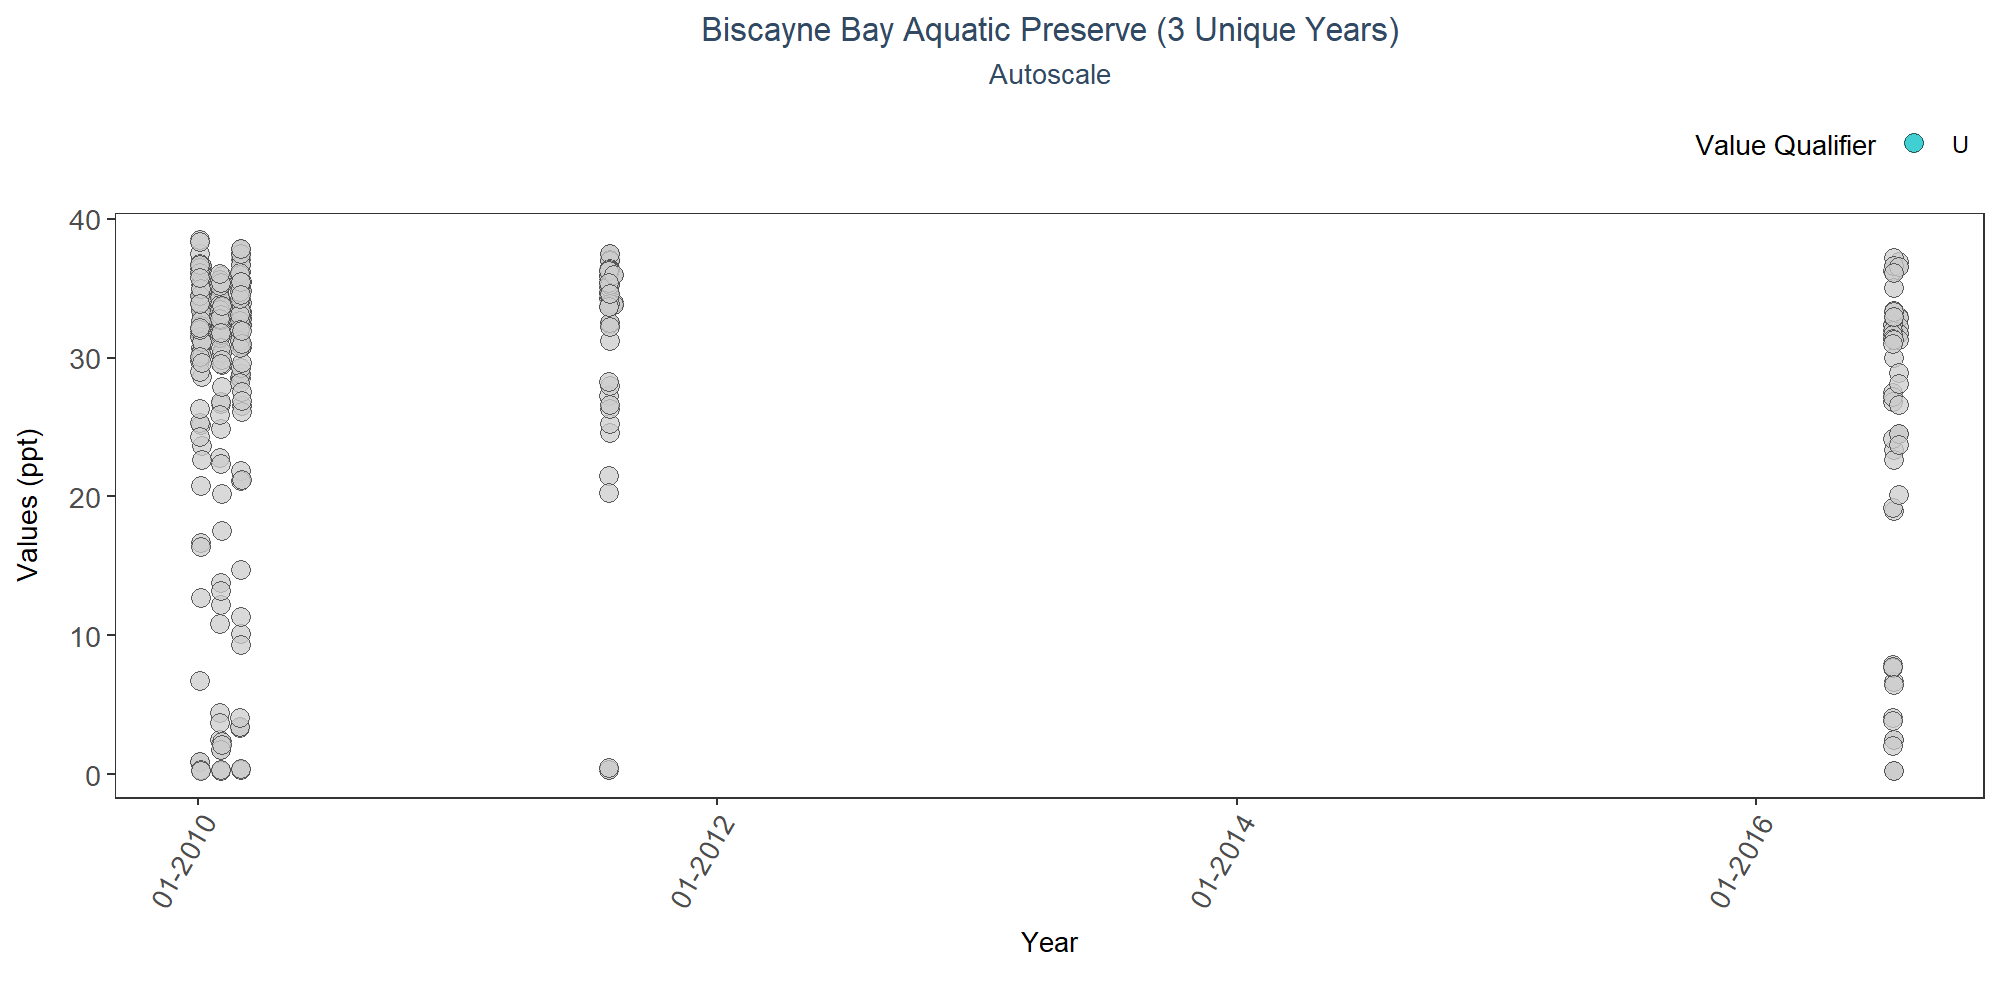 Biscayne Bay Aquatic Preserve (3 Unique Years)
Autoscale
Value Qualifier U
40
30
20
10
0
Values (ppt)
01-2010
01-2012
01-2014
01-2016
Year